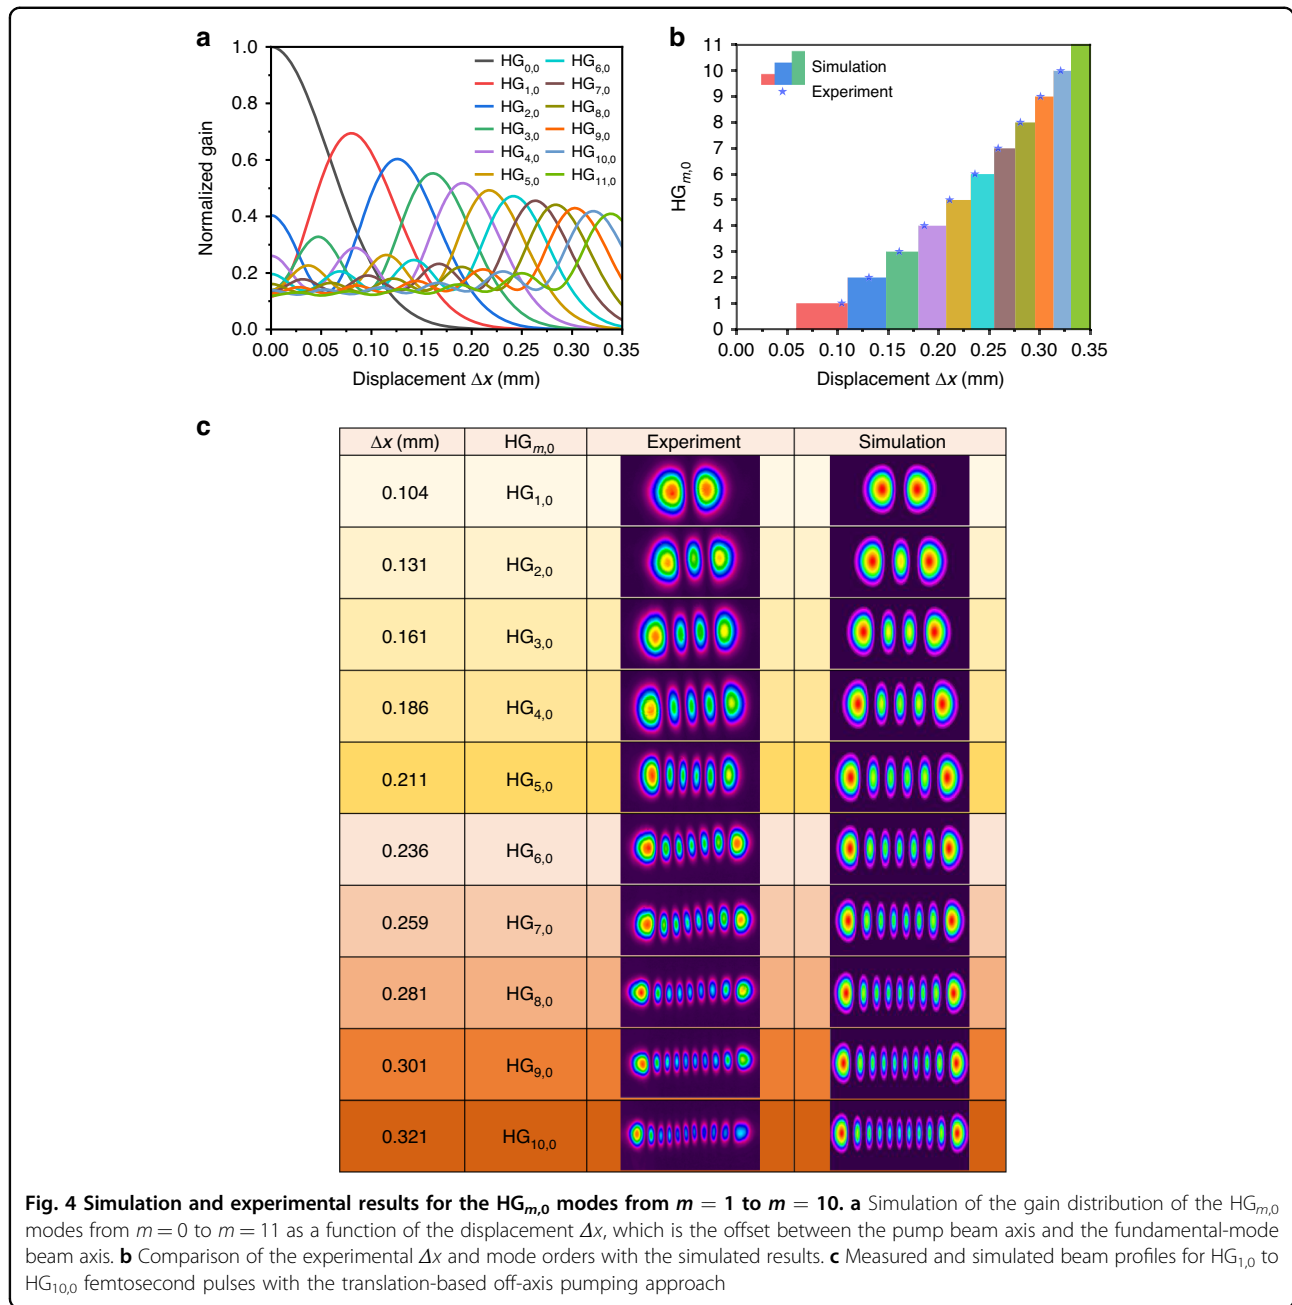 a
1.0
0.8
0.6
0.4
0.2
0.0
Normalized gain
HG0,0 HG6,0
HG1,0 HG7,0
HG2,0 HG8,0
HG3,0 HG9,0
HG4,0 HG10,0
HG5,0 HG11,0
0.00 0.05 0.10 0.15 0.20 0.25 0.30 0.35
Displacement Δx (mm)
b
11
10
9
8
7
6
5
4
3
2
1
0
HGm,0
Simulation
Experiment
0.00 0.05 0.10 0.15 0.20 0.25 0.30 0.35
Displacement Δx (mm)
c
Δx (mm) HGm,0 Experiment Simulation
0.104 HG1,0
0.131 HG2,0
0.161 HG3,0
0.186 HG4,0
0.211 HG5,0
0.236 HG6,0
0.259 HG7,0
0.281 HG8,0
0.301 HG9,0
0.321 HG10,0
Fig. 4 Simulation and experimental results for the HGm,0 modes from m = 1 to m = 10. a Simulation of the gain distribution of the HGm,0
modes from m = 0 to m = 11 as a function of the displacement Δx, which is the offset between the pump beam axis and the fundamental-mode
beam axis. b Comparison of the experimental Δx and mode orders with the simulated results. c Measured and simulated beam profiles for HG1,0 to
HG10,0 femtosecond pulses with the translation-based off-axis pumping approach